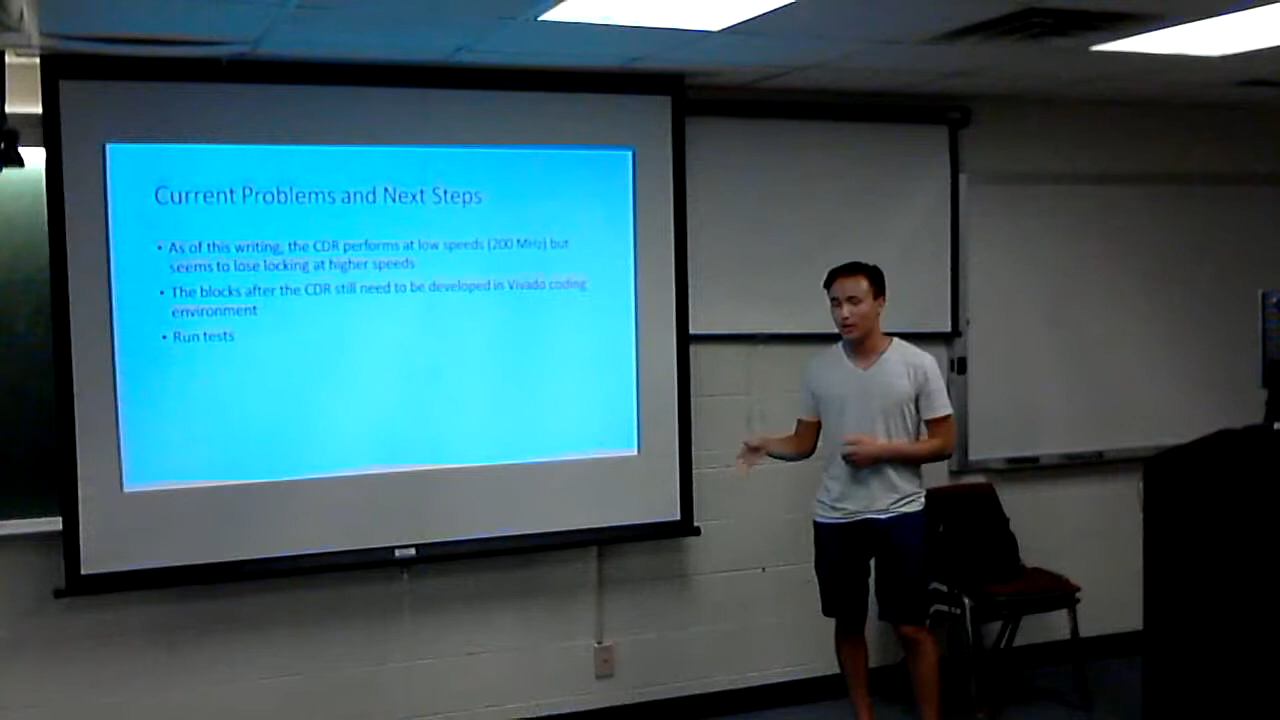 Current Problems and Next Steps
• As of this writing, the CDR performs at low speeds (200 MHz) but
seems to lose locking at higher speeds
• The blocks after the CDR still need to be developed in Vivado coding
environment
• Run tests